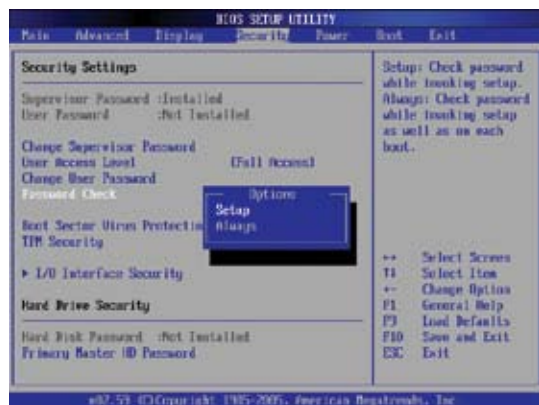 BIOS SETUP UTILITY
Main Advanced Display Security Power Boot Exit
Security Settings
Supervisor Password :Installed
User Password :Not Installed
Change Supervisor Password
User Access Level [Full Access]
Change User Password
Password Check
Boot Sector Virus Protection
TPM Security
▶ I/O Interface Security
Hard Drive Security
Hard Disk Password :Not Installed
Primary Master HD Password
Options
Setup
Always
Setup: Check password
while invoking setup.
Always: Check password
while invoking setup
as well as on each
boot.
↔ Select Screen
↑↓ Select Item
+- Change Option
F1 General Help
F9 Load Defaults
F10 Save and Exit
ESC Exit
v02.59 (C)Copyright 1985-2005, American Megatrends, Inc